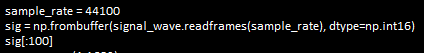 sample_rate = 44100
sig = np.frombuffer(signal_wave.readframes(sample_rate), dtype=np.int16)
sig[:100]